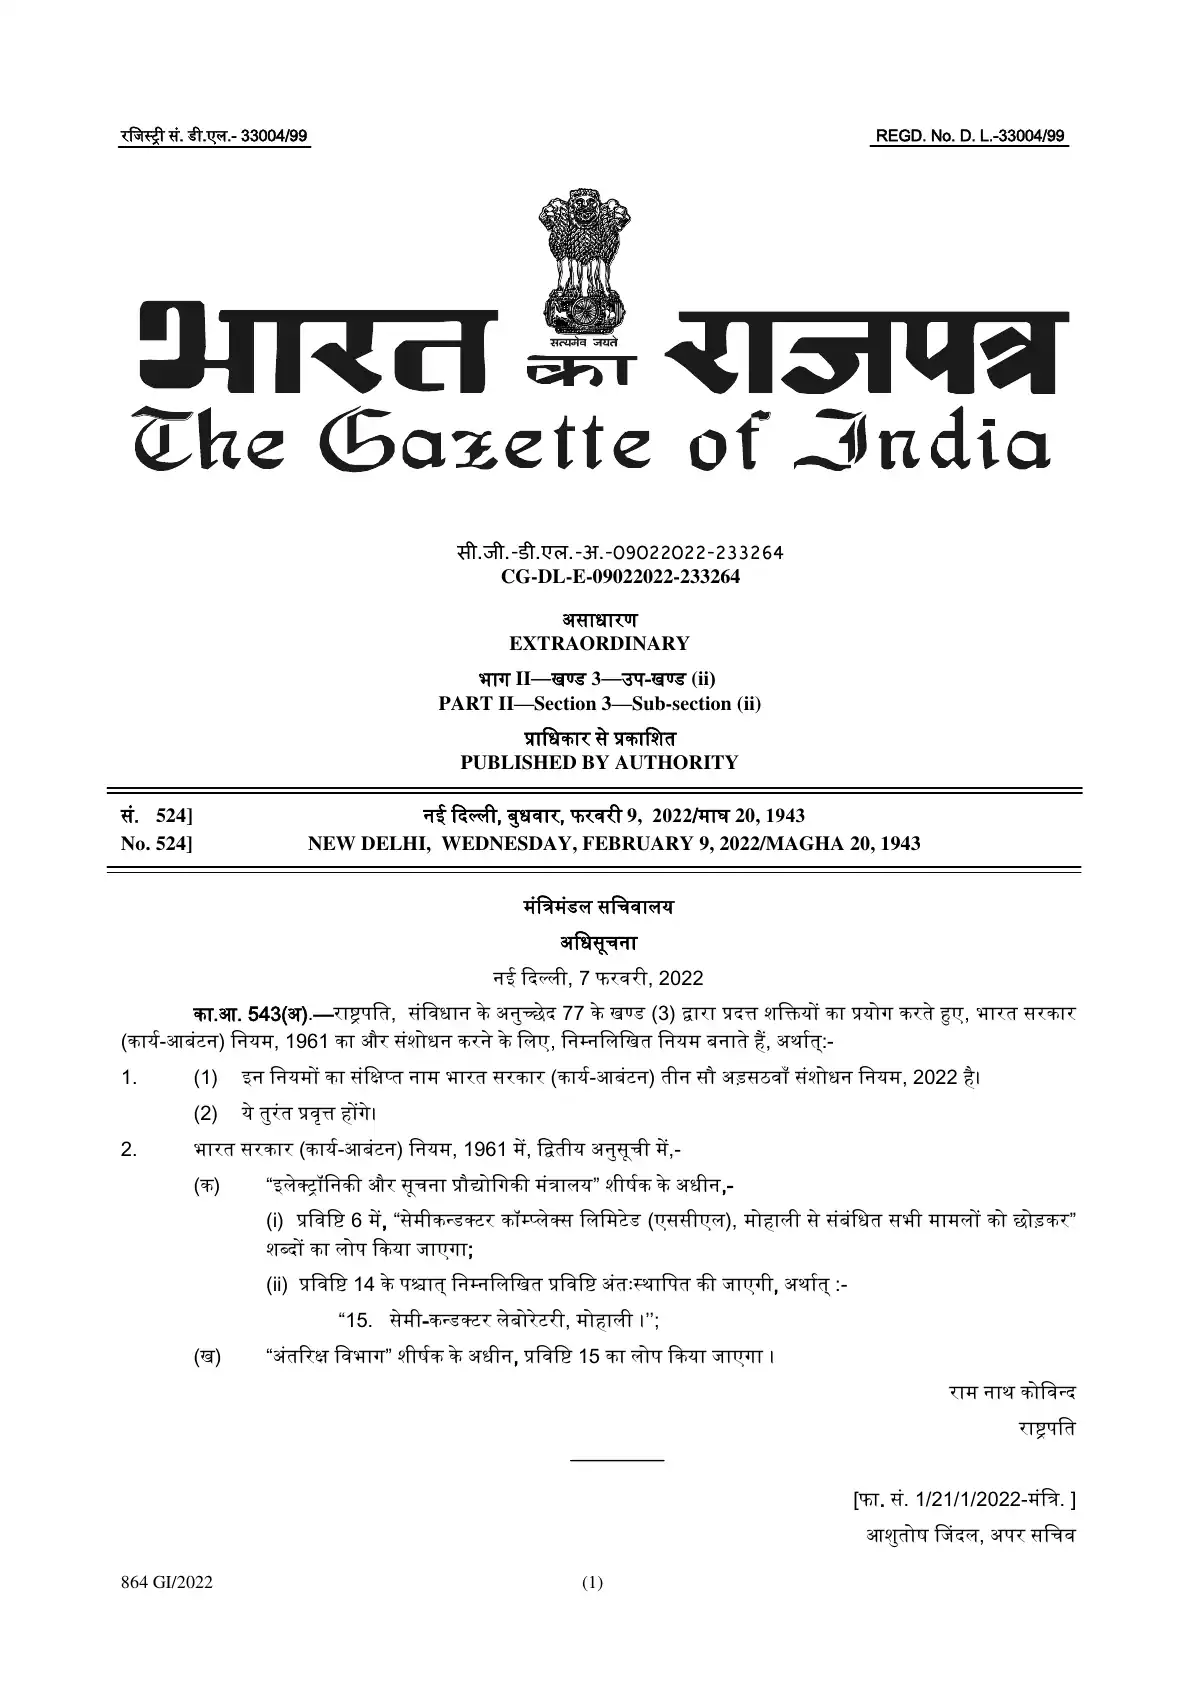 रजिस्ट्री सं. डी.एल.- 33004/99
REGD. No. D. L.-33004/99
सत्यमेव जयते
भारत का राजपत्र
The Gazette of India
सी.जी.-डी.एल.-अ.-09022022-233264
CG-DL-E-09022022-233264
असाधारण
EXTRAORDINARY
भाग II—खण्ड 3—उप-खण्ड (ii)
PART II—Section 3—Sub-section (ii)
प्राधिकार से प्रकाशित
PUBLISHED BY AUTHORITY
सं. 524] नई दिल्ली, बुधवार, फरवरी 9, 2022/माघ 20, 1943
No. 524] NEW DELHI, WEDNESDAY, FEBRUARY 9, 2022/MAGHA 20, 1943
मंत्रिमंडल सचिवालय
अधिसूचना
नई दिल्ली, 7 फरवरी, 2022
का.आ. 543(अ).—राष्ट्रपति, संविधान के अनुच्छेद 77 के खण्ड (3) द्वारा प्रदत्त शक्तियों का प्रयोग करते हुए, भारत सरकार
(कार्य-आबंटन) नियम, 1961 का और संशोधन करने के लिए, निम्नलिखित नियम बनाते हैं, अर्थात्:-
1. (1) इन नियमों का संक्षिप्त नाम भारत सरकार (कार्य-आबंटन) तीन सौ अड़सठवाँ संशोधन नियम, 2022 है।
(2) ये तुरंत प्रवृत्त होंगे।
2. भारत सरकार (कार्य-आबंटन) नियम, 1961 में, द्वितीय अनुसूची में,-
(क) “इलेक्ट्रॉनिकी और सूचना प्रौद्योगिकी मंत्रालय” शीर्षक के अधीन,-
(i) प्रविष्टि 6 में, “सेमीकन्डक्टर कॉम्प्लेक्स लिमिटेड (एससीएल), मोहाली से संबंधित सभी मामलों को छोड़कर”
शब्दों का लोप किया जाएगा;
(ii) प्रविष्टि 14 के पश्चात् निम्नलिखित प्रविष्टि अंतःस्थापित की जाएगी, अर्थात् :-
“15. सेमी-कन्डक्टर लेबोरेटरी, मोहाली ।’’;
(ख) “अंतरिक्ष विभाग” शीर्षक के अधीन, प्रविष्टि 15 का लोप किया जाएगा ।
राम नाथ कोविन्द
राष्ट्रपति
[फा. सं. 1/21/1/2022-मंत्रि. ]
आशुतोष जिंदल, अपर सचिव
864 GI/2022 (1)